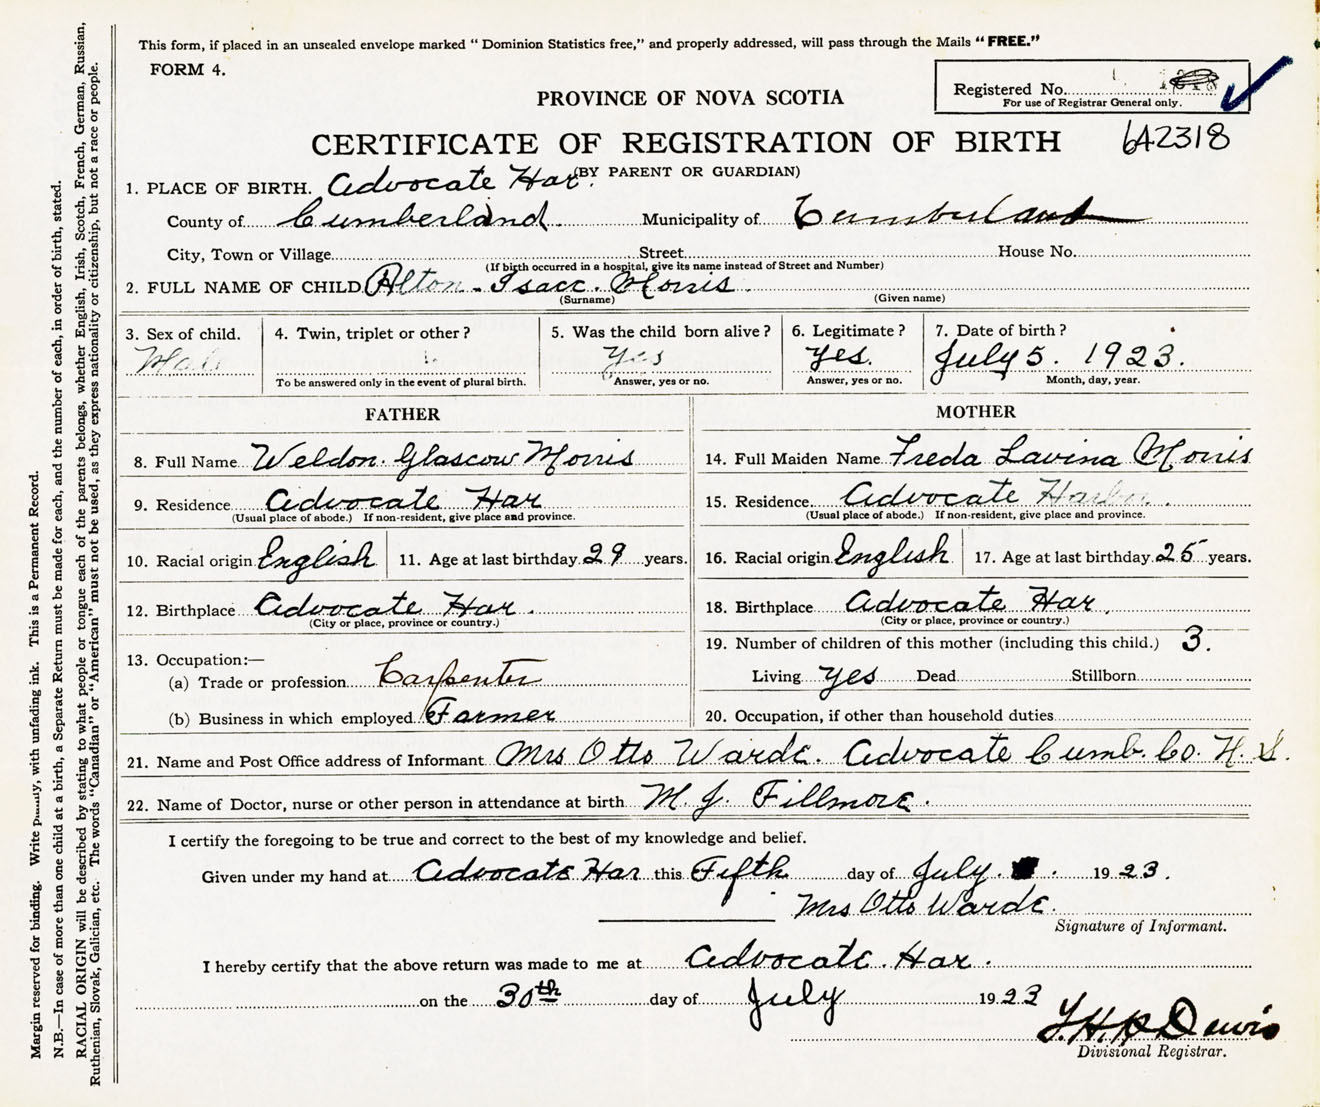 This form, if placed in an unsealed envelope marked "Dominion Statistics free," and properly addressed, will pass through the Mails "FREE."
FORM 4.
Registered No.
For use of Registrar General only.
PROVINCE OF NOVA SCOTIA
CERTIFICATE OF REGISTRATION OF BIRTH
642318
(BY PARENT OR GUARDIAN)
1. PLACE OF BIRTH. Advocate Har.
County of Cumberland Municipality of Cumberland
City, Town or Village Street House No.
(If birth occurred in a hospital, give its name instead of Street and Number)
2. FULL NAME OF CHILD Alton - Isacc. Morris.
(Surname) (Given name)
3. Sex of child. 4. Twin, triplet or other? 5. Was the child born alive? 6. Legitimate? 7. Date of birth?
Male Yes Yes. July 5. 1923.
To be answered only in the event of plural birth. Answer, yes or no. Answer, yes or no. Month, day, year.
FATHER MOTHER
8. Full Name Weldon. Glascow Morris 14. Full Maiden Name Freda Lavina Morris
9. Residence Advocate Har 15. Residence Advocate Harbor.
(Usual place of abode.) If non-resident, give place and province. (Usual place of abode.) If non-resident, give place and province.
10. Racial origin English 11. Age at last birthday 29 years. 16. Racial origin English 17. Age at last birthday 25 years.
12. Birthplace Advocate Har. 18. Birthplace Advocate Har.
(City or place, province or country.) (City or place, province or country.)
19. Number of children of this mother (including this child.) 3.
13. Occupation:—
(a) Trade or profession Carpenter Living yes Dead Stillborn
(b) Business in which employed Farmer 20. Occupation, if other than household duties
21. Name and Post Office address of Informant Mrs Otto Warde. Advocate Cumb. Co. N. S.
22. Name of Doctor, nurse or other person in attendance at birth M. J. Fillmore.
I certify the foregoing to be true and correct to the best of my knowledge and belief.
Given under my hand at Advocate Har this Fifth day of July. 1923.
Mrs Otto Warde.
Signature of Informant.
I hereby certify that the above return was made to me at Advocate. Har.
on the 30th day of July 1923
Divisional Registrar.
Margin reserved for binding. Write with unfading ink. This is a Permanent Record.
N.B.—In case of more than one child at a birth, a Separate Return must be made for each, and the number of each, in order of birth, stated.
RACIAL ORIGIN will be described by stating to what people or tongue each of the parents belongs, whether English, Irish, Scotch, French, German, Russian,
Ruthenian, Slovak, Galician, etc. The words "Canadian" or "American" must not be used, as they express nationality or citizenship, but not a race or people.